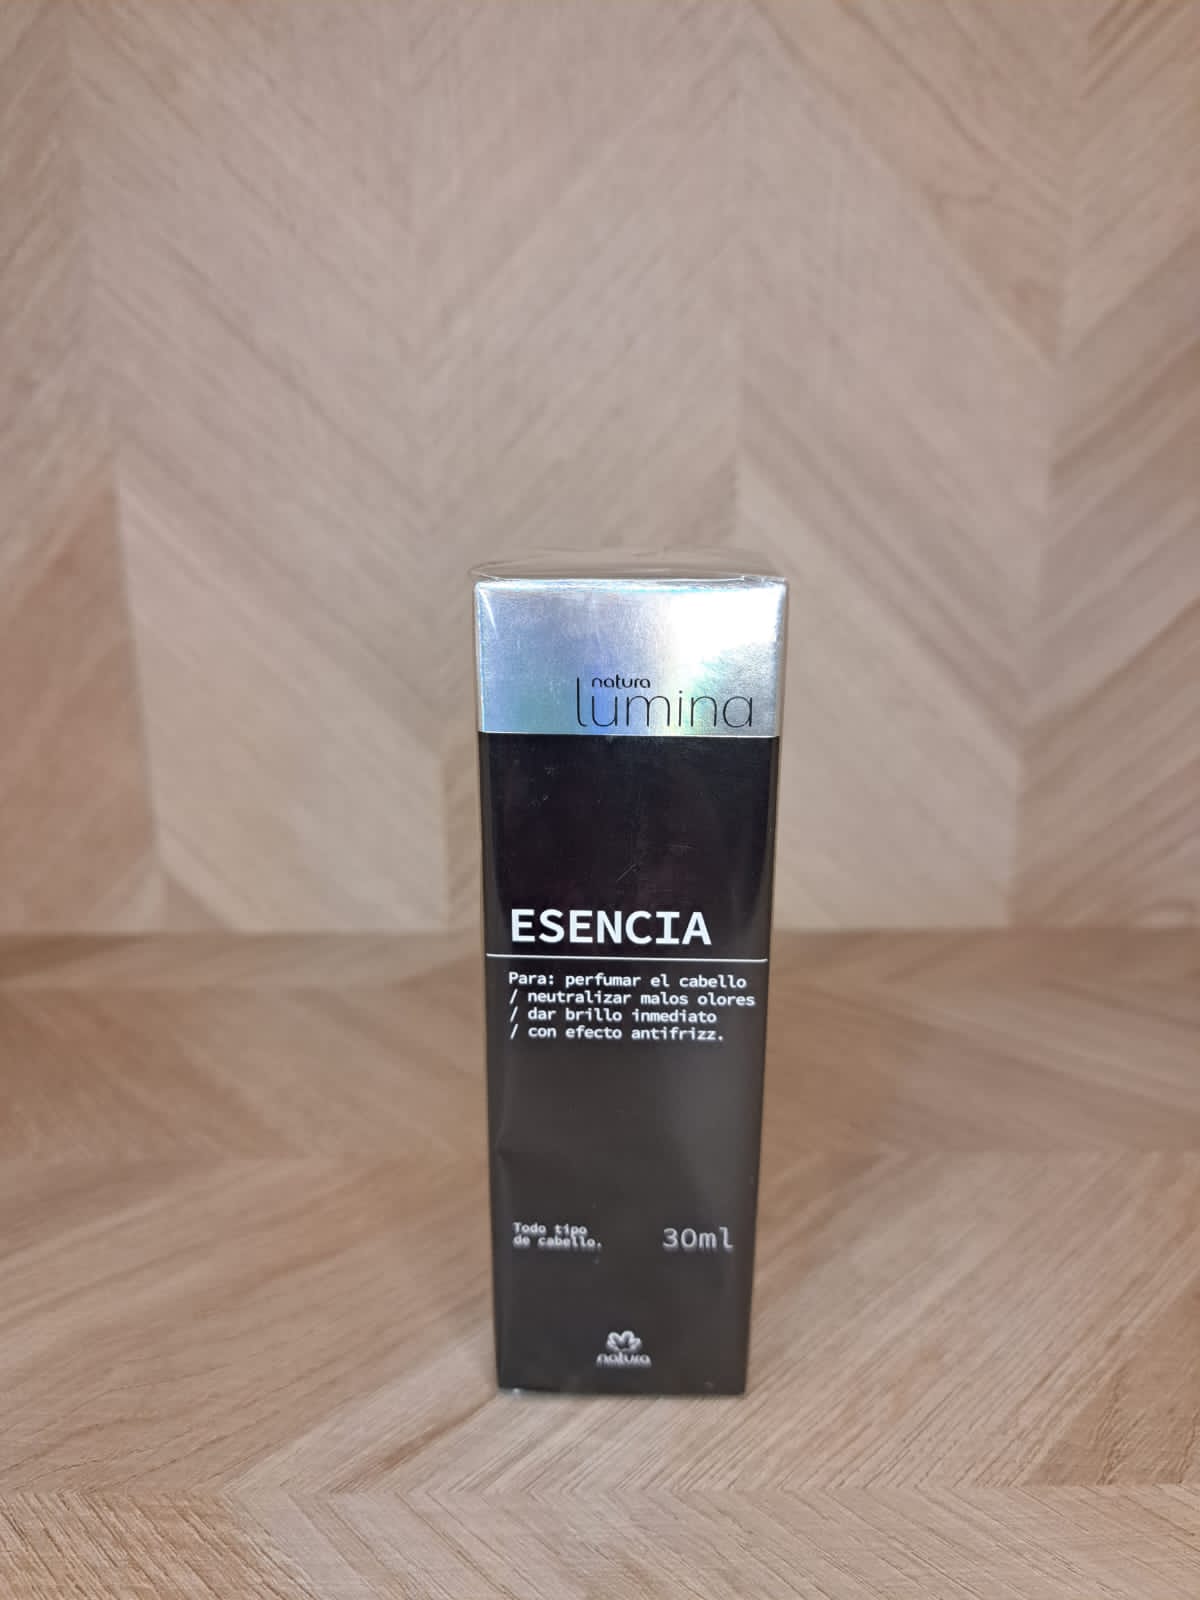 natura
lumina
ESENCIA
Para: perfumar el cabello
/ neutralizar malos olores
/ dar brillo inmediato
/ con efecto antifrizz.
Todo tipo
de cabello.
30ml
natura